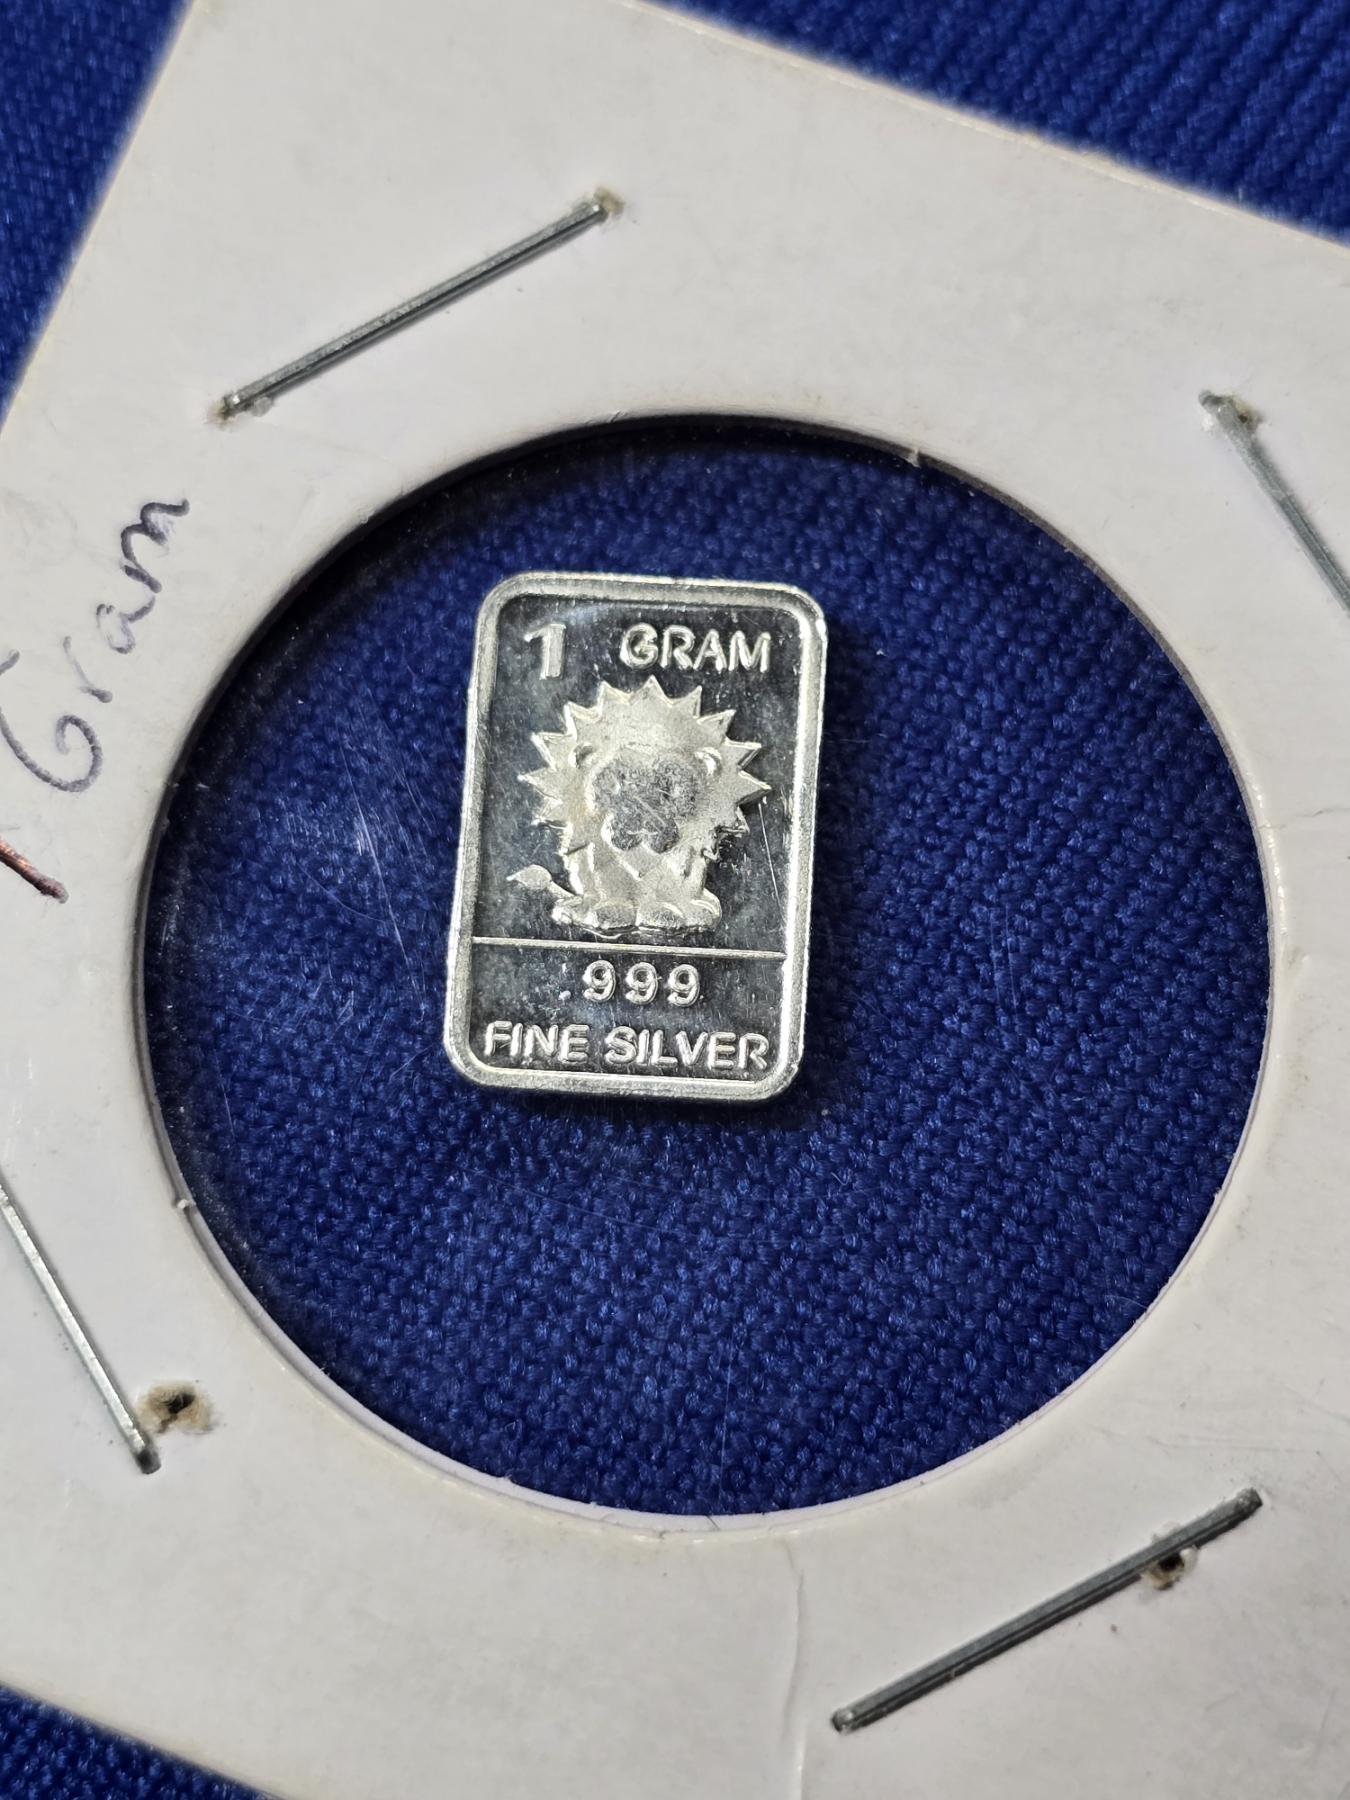 1 GRAM
.999
FINE SILVER
Gram